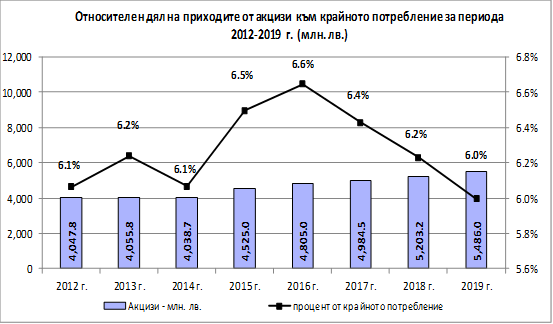 Относителен дял на приходите от акцизи към крайното потребление за периода
2012-2019 г. (млн. лв.)
12,000
10,000
8,000
6,000
4,000
2,000
0
6.8%
6.6%
6.4%
6.2%
6.0%
5.8%
5.6%
6.1%
6.2%
6.1%
6.5%
6.6%
6.4%
6.2%
6.0%
4,047.8
4,055.8
4,038.7
4,525.0
4,805.0
4,984.5
5,203.2
5,486.0
2012 г.
2013 г.
2014 г.
2015 г.
2016 г.
2017 г.
2018 г.
2019 г.
Акцизи - млн. лв.
процент от крайното потребление